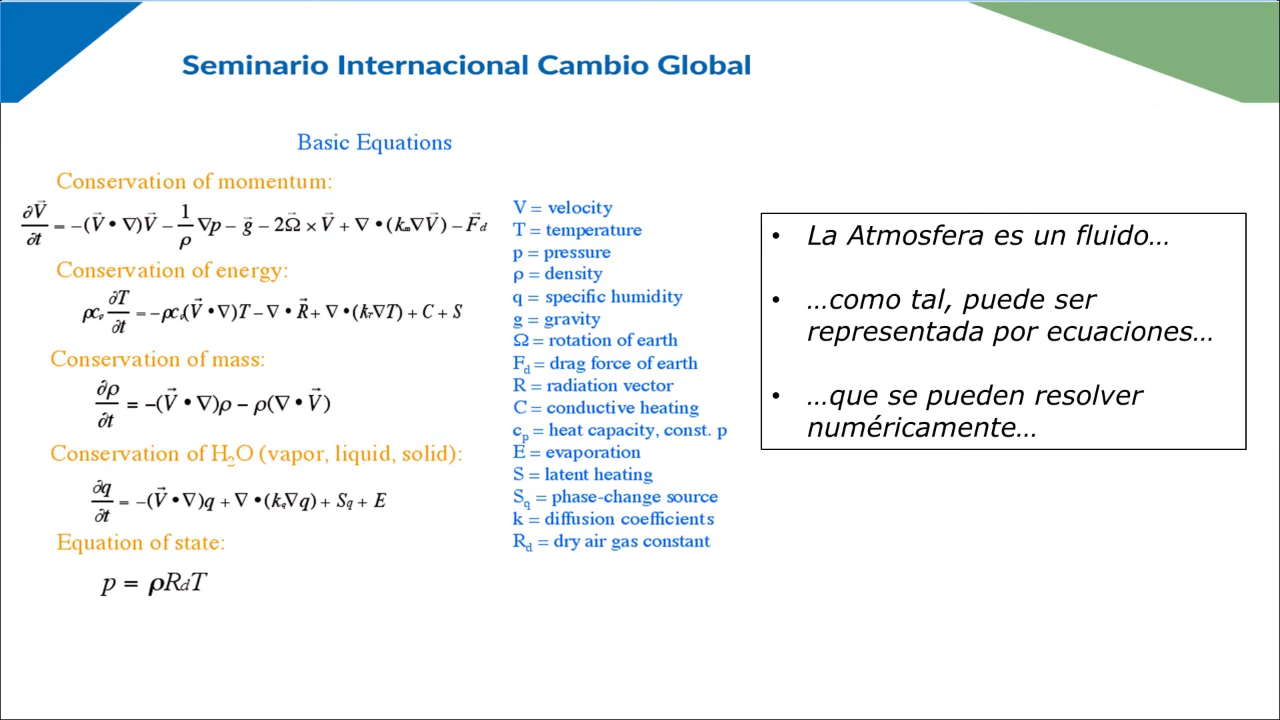 Seminario Internacional Cambio Global
Basic Equations
Conservation of momentum:
∂V⃗/∂t = −(V⃗•∇)V⃗ − 1/ρ ∇p − g⃗ − 2Ω⃗ × V⃗ + ∇•(kₘ∇V⃗) − F⃗d
Conservation of energy:
ρcₚ ∂T/∂t = −ρcₚ(V⃗•∇)T − ∇•R⃗ + ∇•(k_T∇T) + C + S
Conservation of mass:
∂ρ/∂t = −(V⃗•∇)ρ − ρ(∇•V⃗)
Conservation of H₂O (vapor, liquid, solid):
∂q/∂t = −(V⃗•∇)q + ∇•(k_q∇q) + S_q + E
Equation of state:
p = ρR_dT
V = velocity
T = temperature
p = pressure
ρ = density
q = specific humidity
g = gravity
Ω = rotation of earth
F_d = drag force of earth
R = radiation vector
C = conductive heating
c_p = heat capacity, const. p
E = evaporation
S = latent heating
S_q = phase-change source
k = diffusion coefficients
R_d = dry air gas constant
• La Atmosfera es un fluido…
• …como tal, puede ser
representada por ecuaciones…
• …que se pueden resolver
numéricamente…